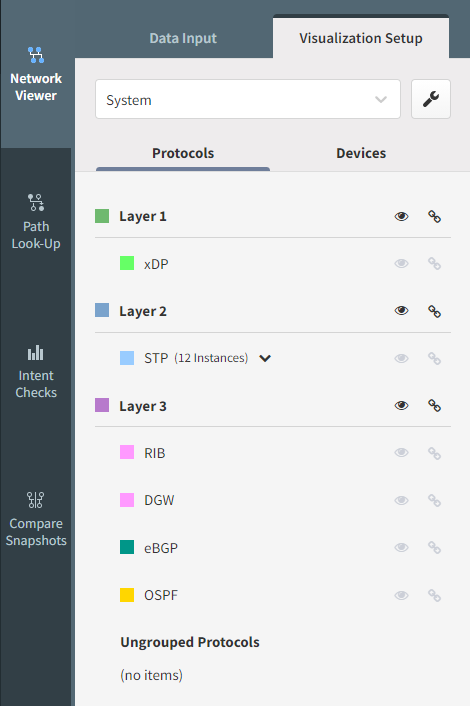 Data Input
Visualization Setup
Network
Viewer
Path
Look-Up
Intent
Checks
Compare
Snapshots
System
Protocols
Devices
Layer 1
xDP
Layer 2
STP (12 Instances)
Layer 3
RIB
DGW
eBGP
OSPF
Ungrouped Protocols
(no items)